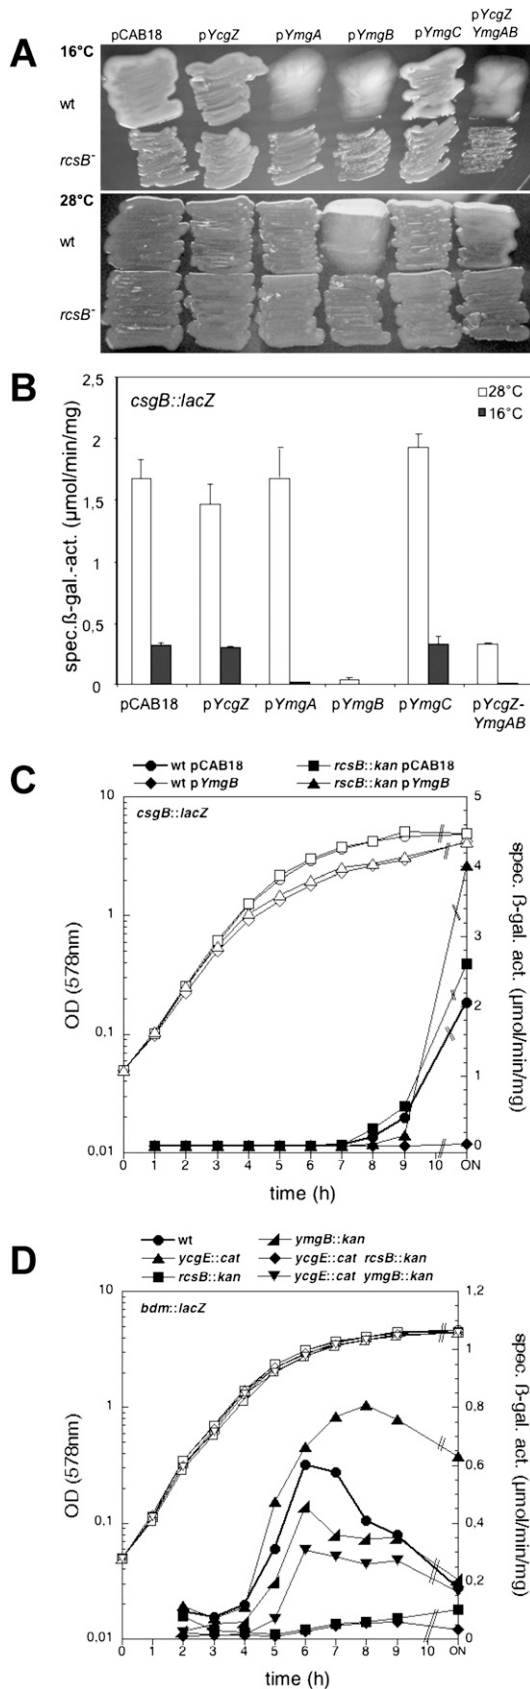 A
pCAB18 pYcgZ pYmgA pYmgB pYmgC pYcgZ YmgAB
16°C
wt
rcsB-
28°C
wt
rcsB-
B
csgB::lacZ
28°C
16°C
spec.ß-gal.-act. (µmol/min/mg)
2,5
2
1,5
1
0,5
0
pCAB18 pYcgZ pYmgA pYmgB pYmgC pYcgZ-YmgAB
C
wt pCAB18
wt pYmgB
rcsB::kan pCAB18
rscB::kan pYmgB
csgB::lacZ
OD (578nm)
10
1
0.1
0.01
spec. ß-gal. act. (µmol/min/mg)
5
4
3
2
1
0
0 1 2 3 4 5 6 7 8 9 10 ON
time (h)
D
wt
ycgE::cat
rcsB::kan
ymgB::kan
ycgE::cat rcsB::kan
ycgE::cat ymgB::kan
bdm::lacZ
OD (578nm)
10
1
0.1
0.01
spec. ß-gal. act. (µmol/min/mg)
1,2
1
0,8
0,6
0,4
0,2
0
0 1 2 3 4 5 6 7 8 9 10 ON
time (h)